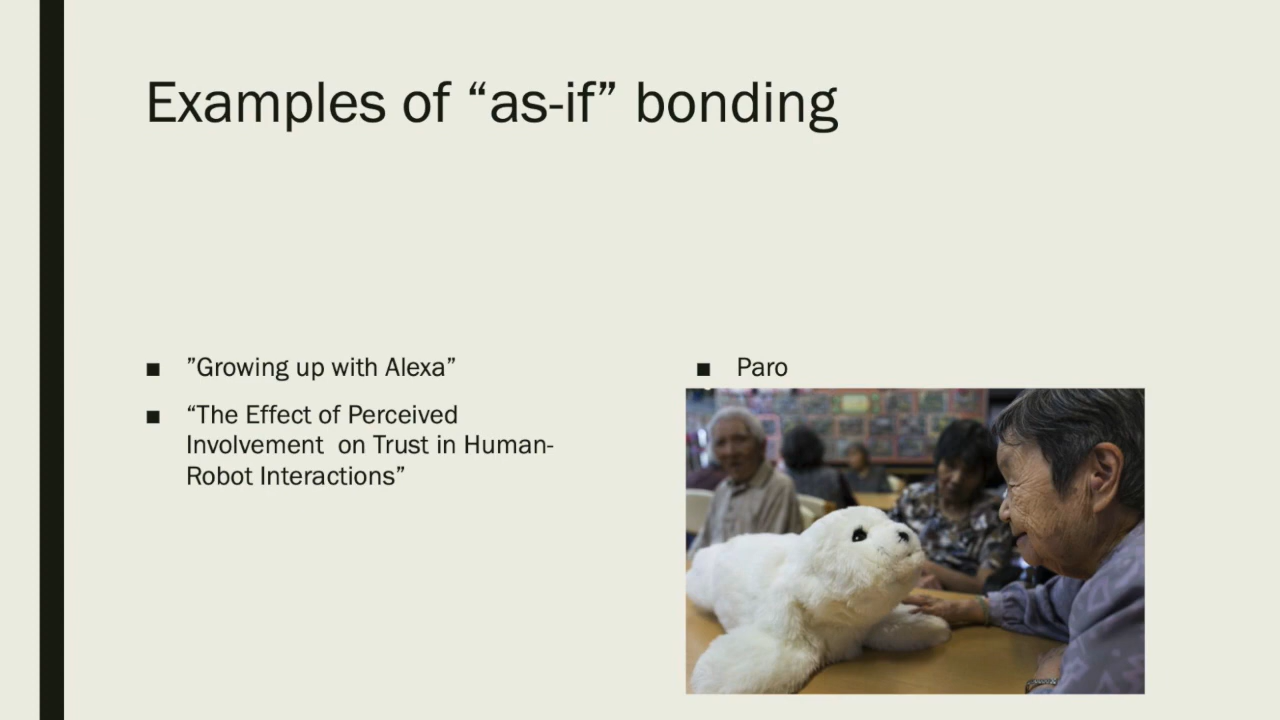 Examples of “as-if” bonding
■ ”Growing up with Alexa”
■ “The Effect of Perceived
Involvement  on Trust in Human-
Robot Interactions”
■ Paro